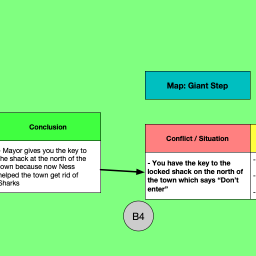 Map: Giant Step
Conclusion
Mayor gives you the key to
the shack at the north of the
town because now Ness
helped the town get rid of
Sharks
Conflict / Situation
- You have the key to the
locked shack on the north of
the town which says “Don’t
enter”
-
-
-
B4